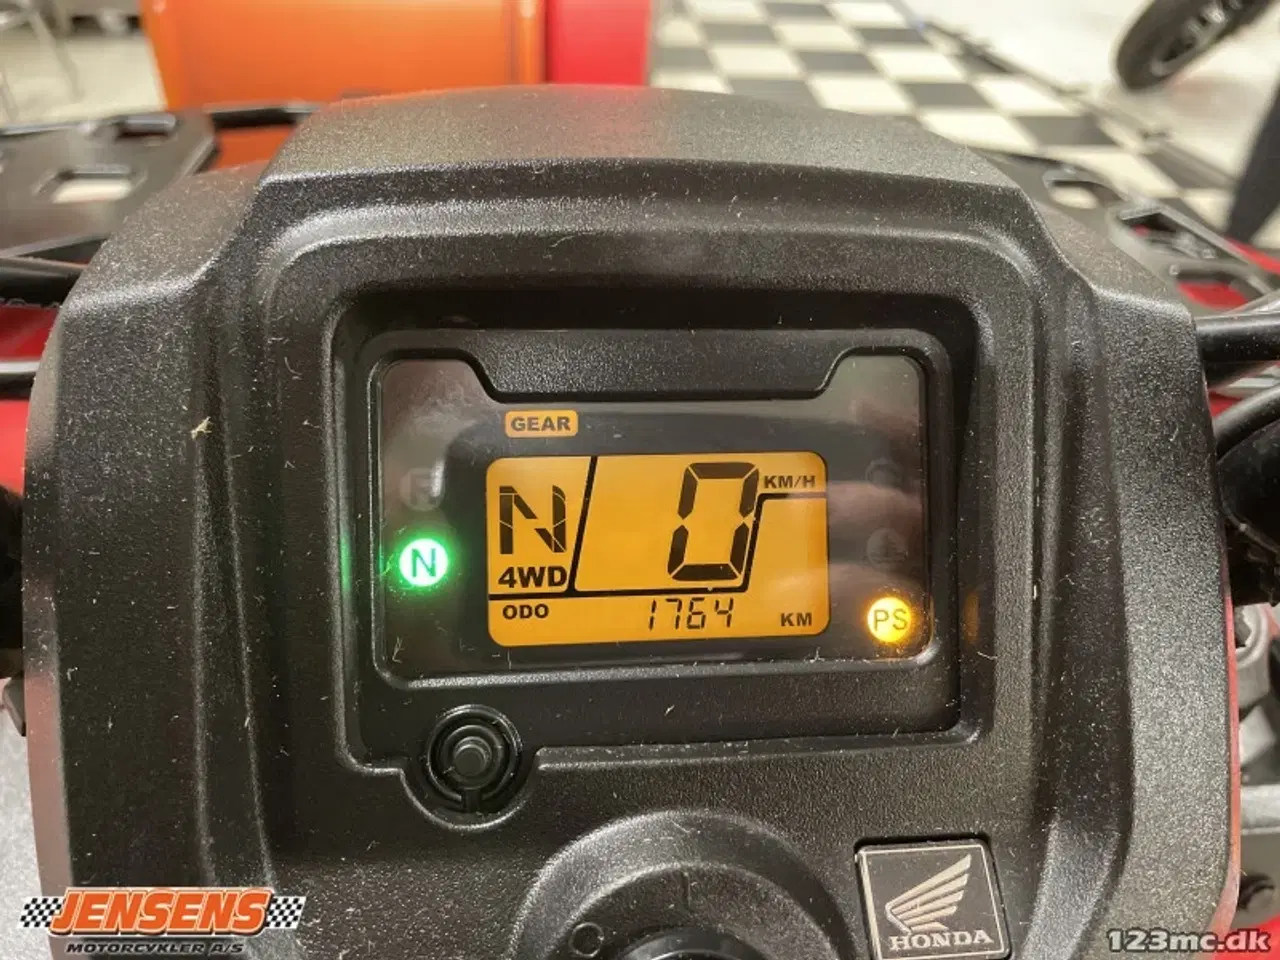 GEAR
N
0
KM/H
N
4WD
ODO
1764
KM
PS
HONDA
JENSENS
MOTORCYKLER A/S
123mc.dk